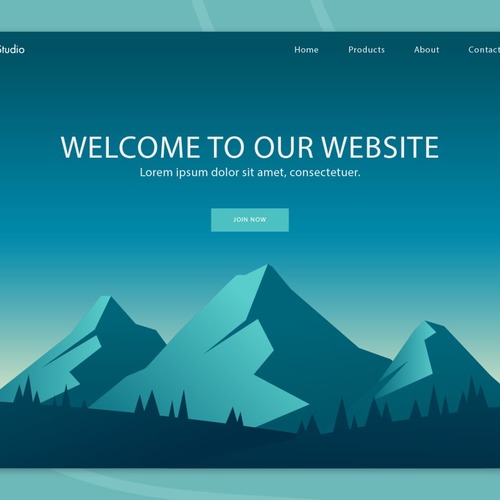 Studio
Home Products About Contact
WELCOME TO OUR WEBSITE
Lorem ipsum dolor sit amet, consectetuer.
JOIN NOW